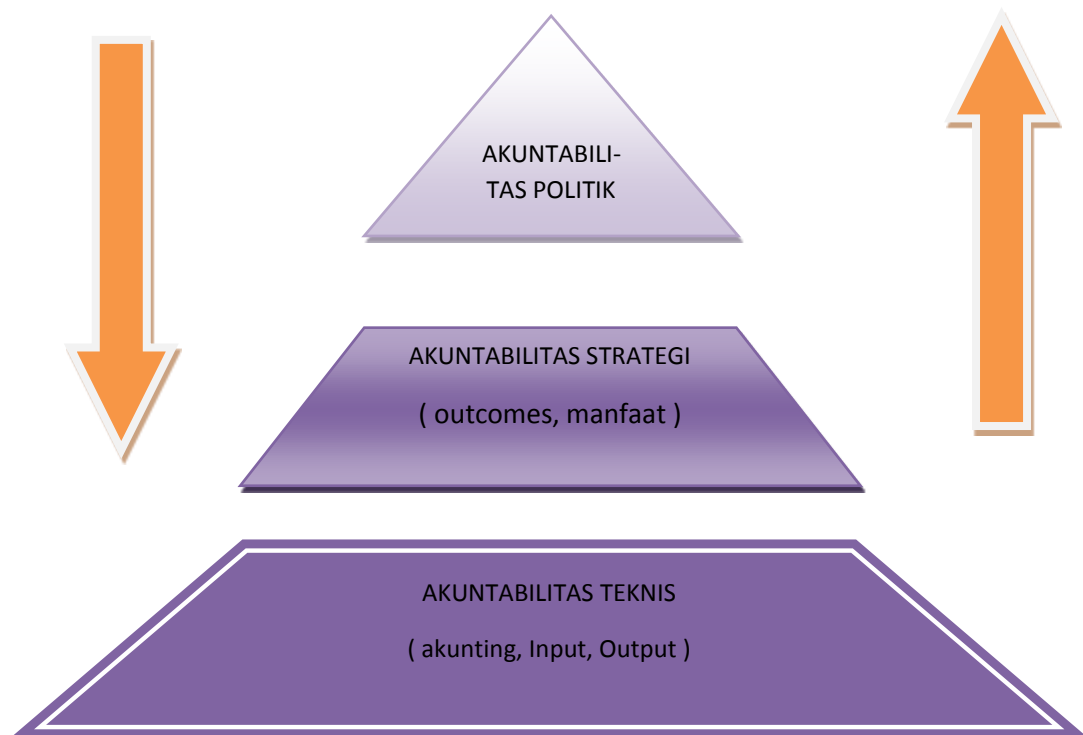 AKUNTABILI-
TAS POLITIK
AKUNTABILITAS STRATEGI
( outcomes, manfaat )
AKUNTABILITAS TEKNIS
( akunting, Input, Output )